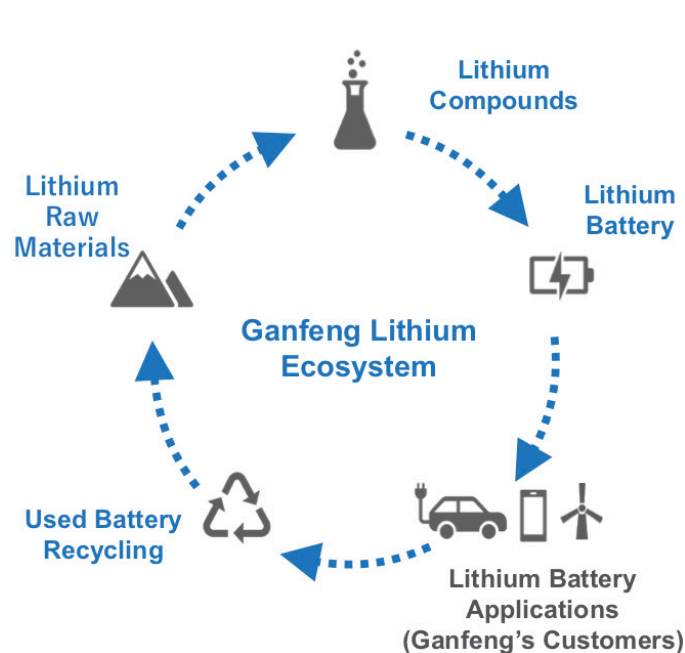 Lithium
Compounds
Lithium
Raw
Materials
Lithium
Battery
Ganfeng Lithium
Ecosystem
Used Battery
Recycling
Lithium Battery
Applications
(Ganfeng's Customers)